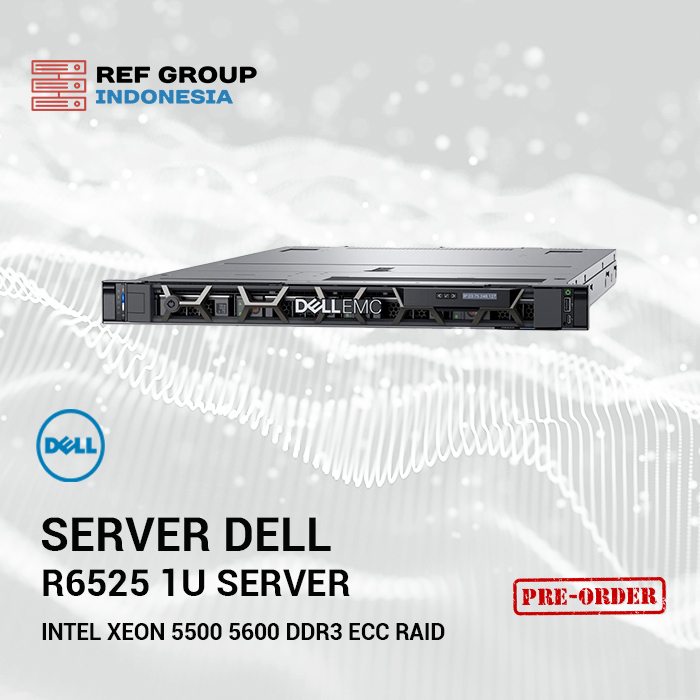 REF GROUP
INDONESIA
DELLEMC
DELL
SERVER DELL
R6525 1U SERVER
PRE-ORDER
INTEL XEON 5500 5600 DDR3 ECC RAID